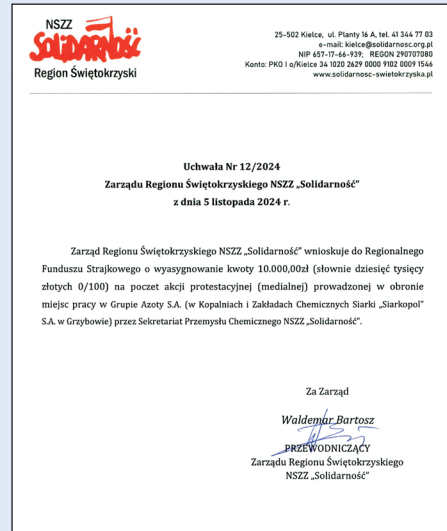 NSZZ
Solidarność
Region Świętokrzyski
25-502 Kielce, ul. Planty 16 A, tel. 41 344 77 03
e-mail: kielce@solidarnosc.org.pl
NIP 657-17-66-939; REGON 290707080
Konto: PKO I o/Kielce 34 1020 2629 0000 9102 0009 1546
www.solidarnosc-swietokrzyska.pl
Uchwała Nr 12/2024
Zarządu Regionu Świętokrzyskiego NSZZ „Solidarność”
z dnia 5 listopada 2024 r.
Zarząd Regionu Świętokrzyskiego NSZZ „Solidarność” wnioskuje do Regionalnego
Funduszu Strajkowego o wyasygnowanie kwoty 10.000,00zł (słownie dziesięć tysięcy
złotych 0/100) na poczet akcji protestacyjnej (medialnej) prowadzonej w obronie
miejsc pracy w Grupie Azoty S.A. (w Kopalniach i Zakładach Chemicznych Siarki „Siarkopol”
S.A. w Grzybowie) przez Sekretariat Przemysłu Chemicznego NSZZ „Solidarność”.
Za Zarząd
Waldemar Bartosz
PRZEWODNICZĄCY
Zarządu Regionu Świętokrzyskiego
NSZZ „Solidarność”